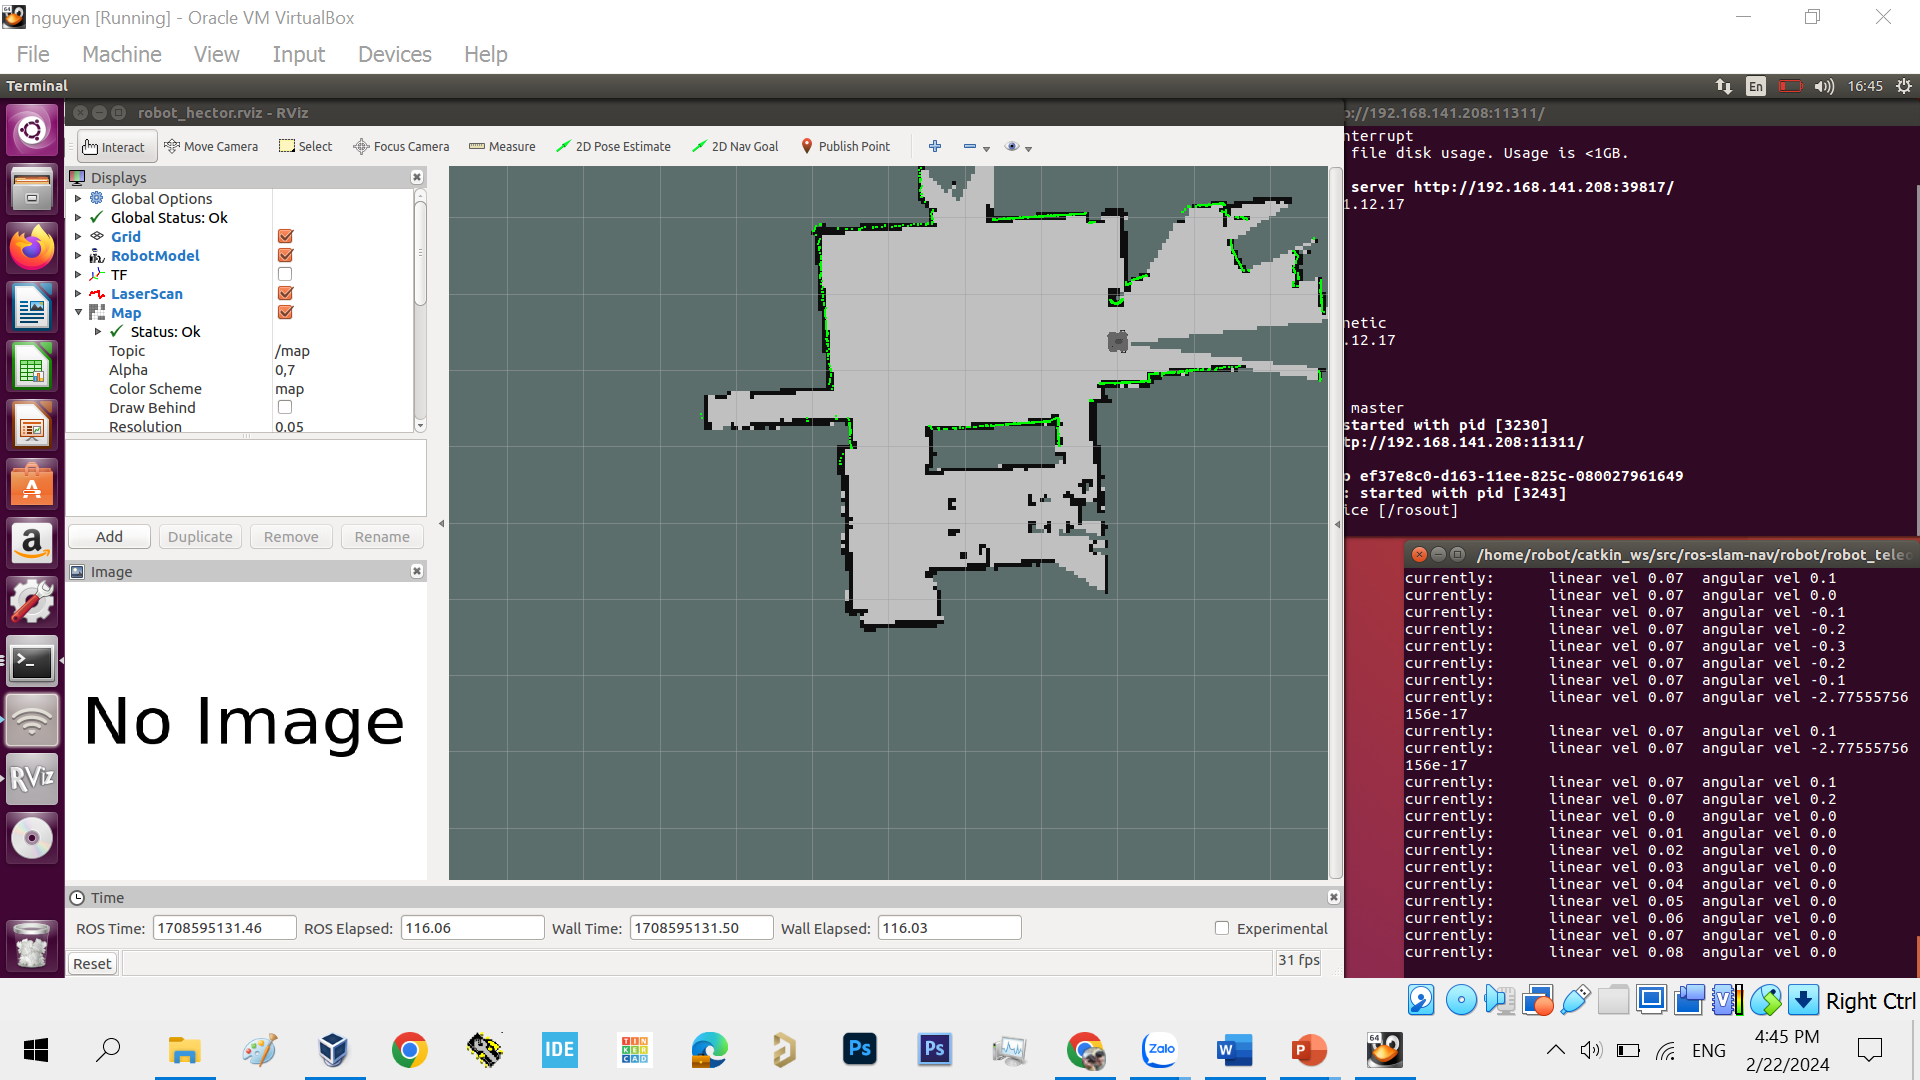 nguyen [Running] - Oracle VM VirtualBox
File Machine View Input Devices Help
Terminal
En
16:45
robot_hector.rviz - RViz
Interact Move Camera Select Focus Camera Measure 2D Pose Estimate 2D Nav Goal Publish Point
Displays
Global Options
Global Status: Ok
Grid
RobotModel
TF
LaserScan
Map
Status: Ok
Topic /map
Alpha 0,7
Color Scheme map
Draw Behind
Resolution 0.05
Add Duplicate Remove Rename
Image
No Image
Time
ROS Time: 1708595131.46 ROS Elapsed: 116.06 Wall Time: 1708595131.50 Wall Elapsed: 116.03 Experimental
Reset
31 fps
p://192.168.141.208:11311/
nterrupt
file disk usage. Usage is <1GB.
server http://192.168.141.208:39817/
1.12.17
netic
.12.17
master
started with pid [3230]
tp://192.168.141.208:11311/
o ef37e8c0-d163-11ee-825c-080027961649
: started with pid [3243]
ice [/rosout]
/home/robot/catkin_ws/src/ros-slam-nav/robot/robot_teleo
currently: linear vel 0.07 angular vel 0.1
currently: linear vel 0.07 angular vel 0.0
currently: linear vel 0.07 angular vel -0.1
currently: linear vel 0.07 angular vel -0.2
currently: linear vel 0.07 angular vel -0.3
currently: linear vel 0.07 angular vel -0.2
currently: linear vel 0.07 angular vel -0.1
currently: linear vel 0.07 angular vel -2.77555756
156e-17
currently: linear vel 0.07 angular vel 0.1
currently: linear vel 0.07 angular vel -2.77555756
156e-17
currently: linear vel 0.07 angular vel 0.1
currently: linear vel 0.07 angular vel 0.2
currently: linear vel 0.0 angular vel 0.0
currently: linear vel 0.01 angular vel 0.0
currently: linear vel 0.02 angular vel 0.0
currently: linear vel 0.03 angular vel 0.0
currently: linear vel 0.04 angular vel 0.0
currently: linear vel 0.05 angular vel 0.0
currently: linear vel 0.06 angular vel 0.0
currently: linear vel 0.07 angular vel 0.0
currently: linear vel 0.08 angular vel 0.0
RViz
Right Ctrl
IDE
TIN
KER
CAD
Ps
Ps
Zalo
W
P
64
ENG
4:45 PM
2/22/2024